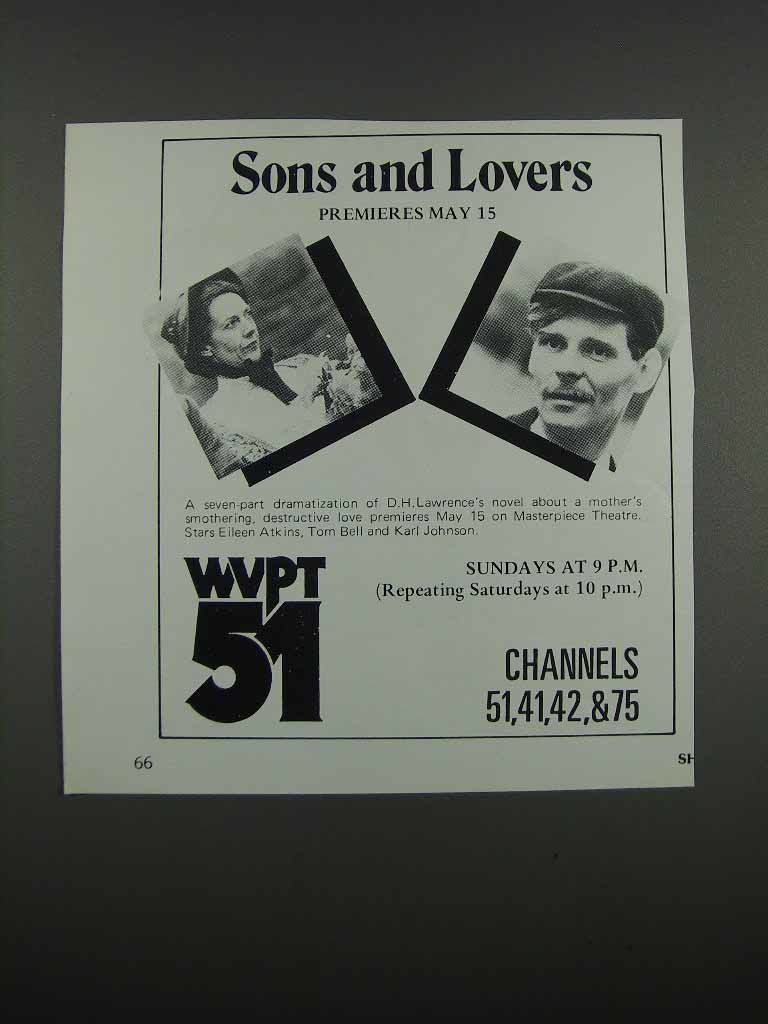 Sons and Lovers
PREMIERES MAY 15
A seven-part dramatization of D.H.Lawrence's novel about a mother's
smothering, destructive love premieres May 15 on Masterpiece Theatre.
Stars Eileen Atkins, Tom Bell and Karl Johnson.
WVPT
51
SUNDAYS AT 9 P.M.
(Repeating Saturdays at 10 p.m.)
CHANNELS
51,41,42,&75
66
SH